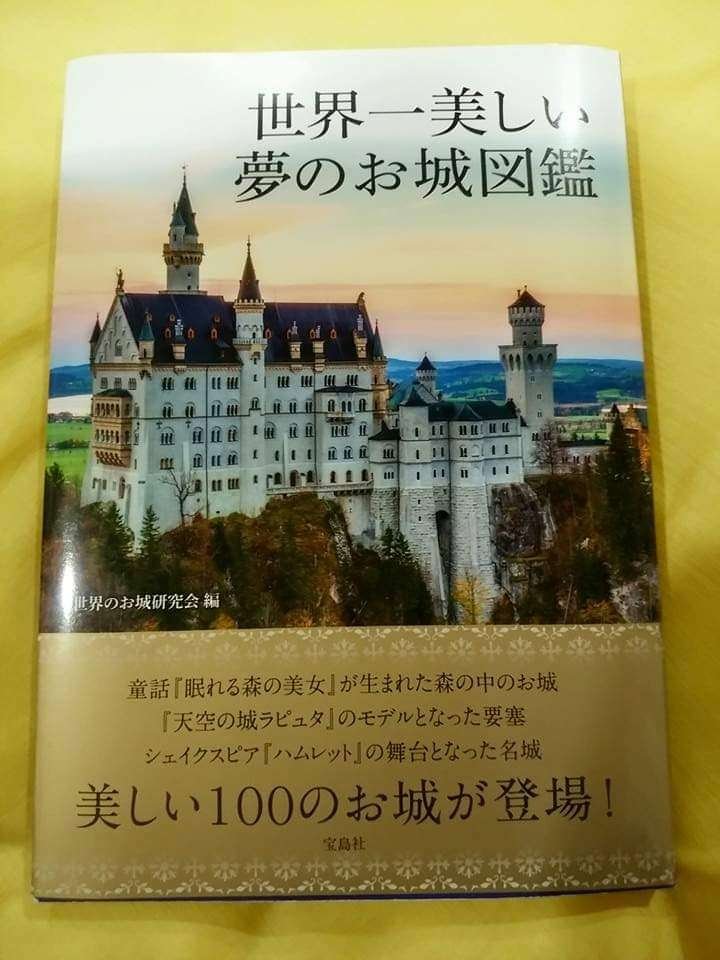 世界一美しい
夢のお城図鑑
世界のお城研究会 編
童話『眠れる森の美女』が生まれた森の中のお城
『天空の城ラピュタ』のモデルとなった要塞
シェイクスピア『ハムレット』の舞台となった名城
美しい100のお城が登場!
宝島社